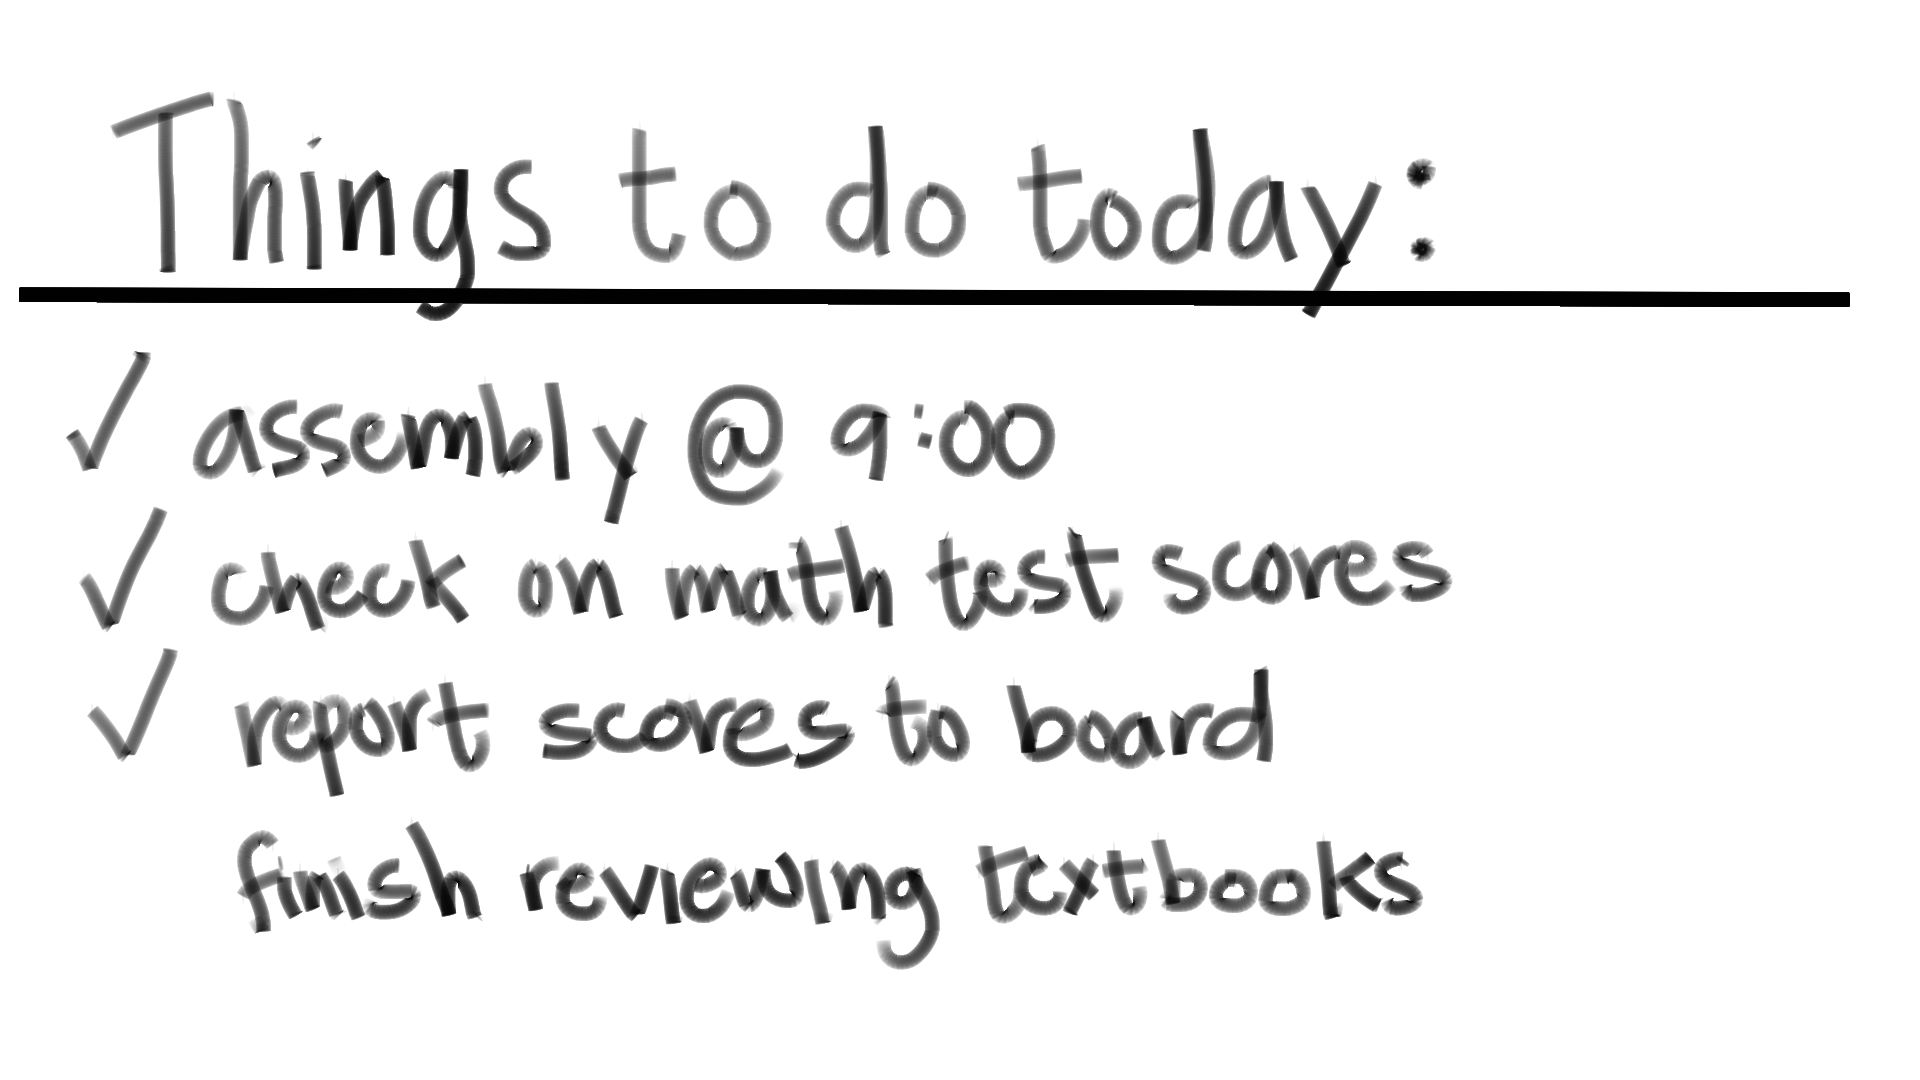 Things to do today:
✓ assembly @ 9:00
✓ check on math test scores
✓ report scores to board
finish reviewing textbooks